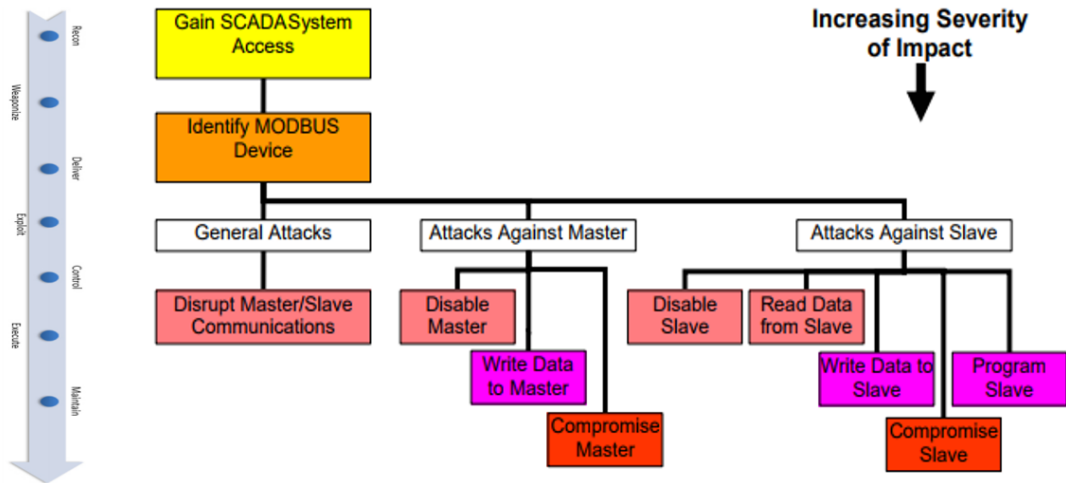 Recon
Weaponize
Deliver
Exploit
Control
Execute
Maintain
Gain SCADA System
Access
Increasing Severity
of Impact
Identify MODBUS
Device
General Attacks
Attacks Against Master
Attacks Against Slave
Disrupt Master/Slave
Communications
Disable
Master
Disable
Slave
Read Data
from Slave
Write Data
to Master
Write Data to
Slave
Program
Slave
Compromise
Master
Compromise
Slave